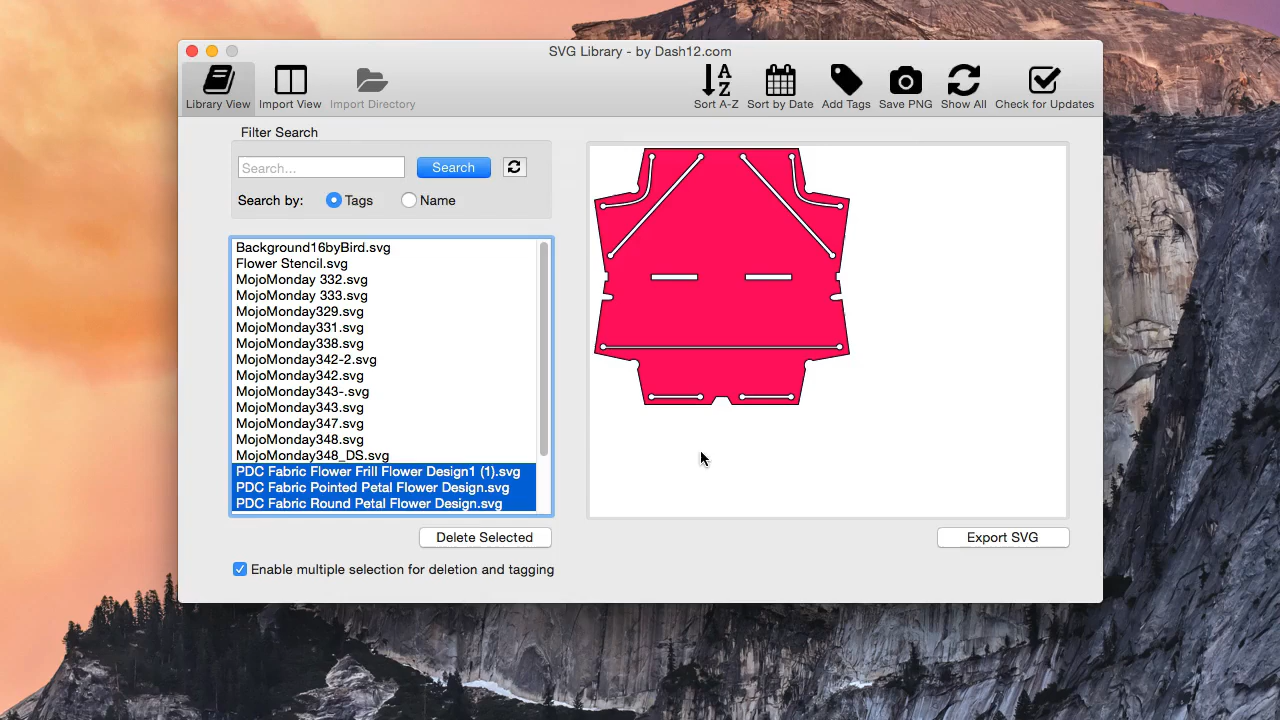 SVG Library - by Dash12.com
Library View
Import View
Import Directory
Sort A-Z
Sort by Date
Add Tags
Save PNG
Show All
Check for Updates
Filter Search
Search...
Search
Search by:
Tags
Name
Background16byBird.svg
Flower Stencil.svg
MojoMonday 332.svg
MojoMonday 333.svg
MojoMonday329.svg
MojoMonday331.svg
MojoMonday338.svg
MojoMonday342-2.svg
MojoMonday342.svg
MojoMonday343-.svg
MojoMonday343.svg
MojoMonday347.svg
MojoMonday348.svg
MojoMonday348_DS.svg
PDC Fabric Flower Frill Flower Design1 (1).svg
PDC Fabric Pointed Petal Flower Design.svg
PDC Fabric Round Petal Flower Design.svg
Delete Selected
Export SVG
Enable multiple selection for deletion and tagging